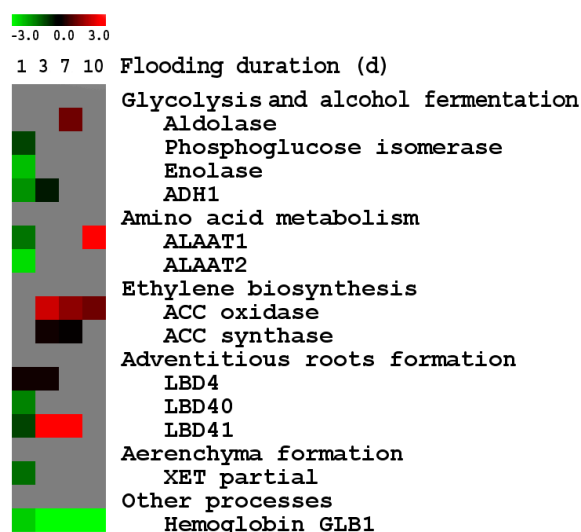 -3.0 0.0 3.0
1 3 7 10 Flooding duration (d)
Glycolysis and alcohol fermentation
Aldolase
Phosphoglucose isomerase
Enolase
ADH1
Amino acid metabolism
ALAAT1
ALAAT2
Ethylene biosynthesis
ACC oxidase
ACC synthase
Adventitious roots formation
LBD4
LBD40
LBD41
Aerenchyma formation
XET partial
Other processes
Hemoglobin GLB1